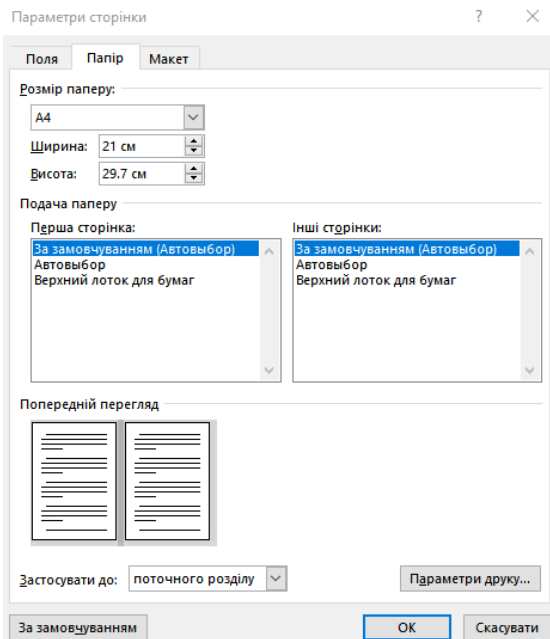 Параметри сторінки ?
Поля Папір Макет
Розмір паперу:
A4
Ширина: 21 см
Висота: 29.7 см
Подача паперу
Перша сторінка: Інші сторінки:
За замовчуванням (Автовыбор) За замовчуванням (Автовыбор)
Автовыбор Автовыбор
Верхний лоток для бумаг Верхний лоток для бумаг
Попередній перегляд
Застосувати до: поточного розділу Параметри друку...
За замовчуванням ОК Скасувати